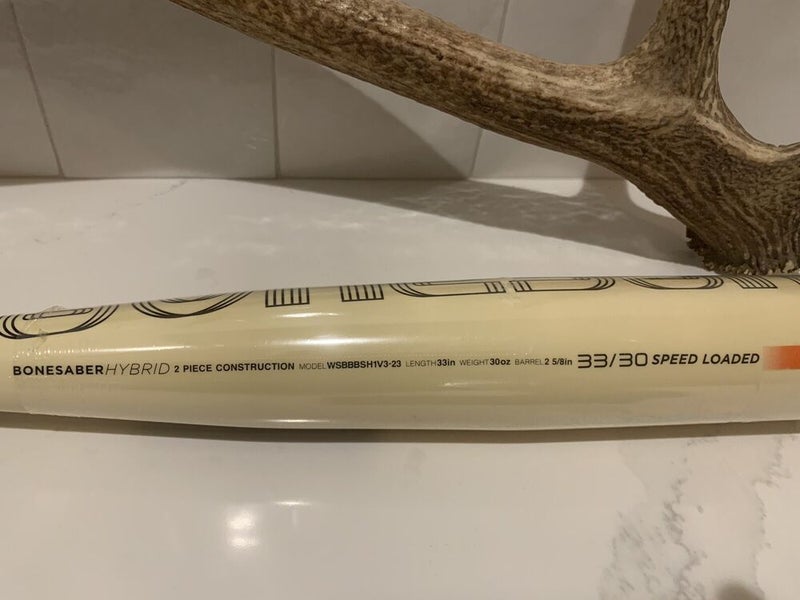 BONESABERHYBRID 2 PIECE CONSTRUCTION MODEL WSBBBSH1V3-23 LENGTH 33in WEIGHT 30oz BARREL 2 5/8in 33/30 SPEED LOADED